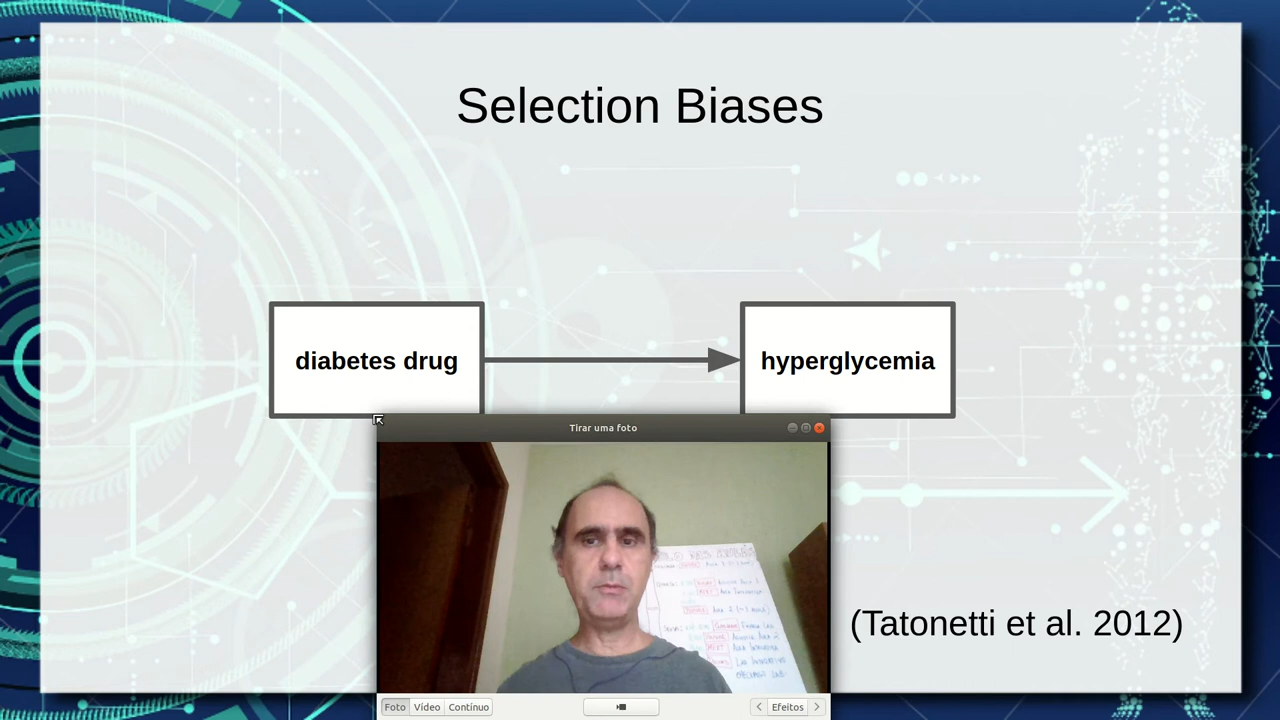 Selection Biases
diabetes drug
hyperglycemia
Tirar uma foto
(Tatonetti et al. 2012)
Foto
Vídeo
Contínuo
Efeitos